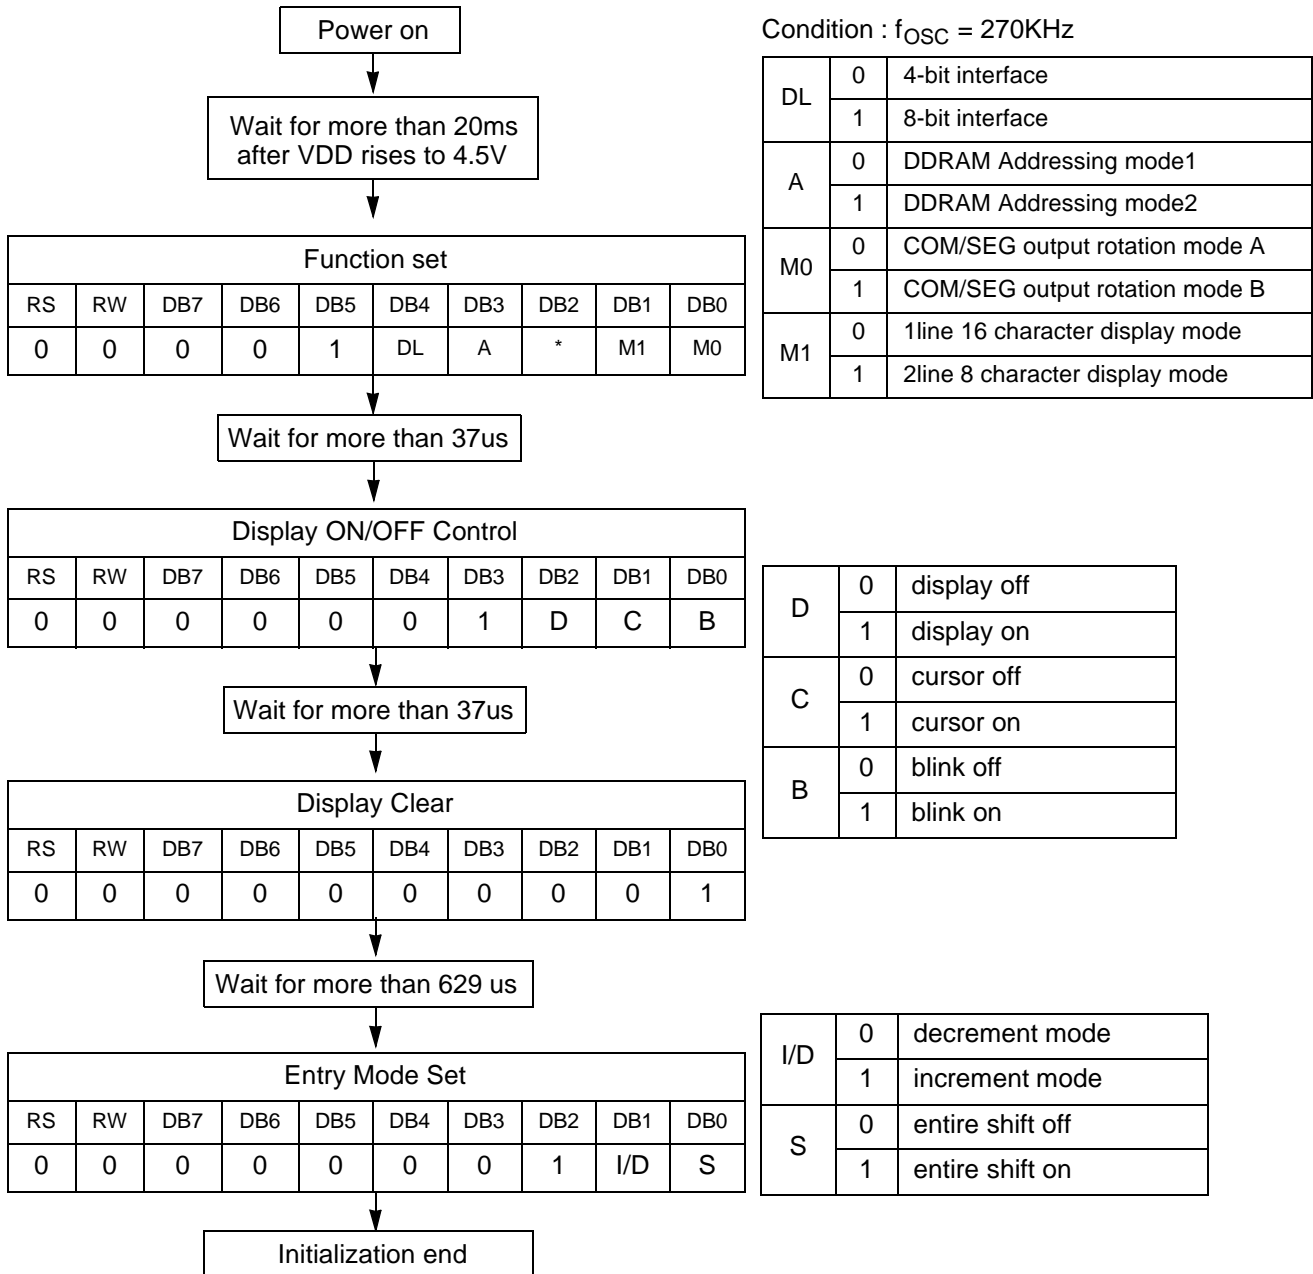 Power on
Wait for more than 20ms
after VDD rises to 4.5V
Function set
RS RW DB7 DB6 DB5 DB4 DB3 DB2 DB1 DB0
0 0 0 0 1 DL A * M1 M0
Wait for more than 37us
Display ON/OFF Control
RS RW DB7 DB6 DB5 DB4 DB3 DB2 DB1 DB0
0 0 0 0 0 0 1 D C B
Wait for more than 37us
Display Clear
RS RW DB7 DB6 DB5 DB4 DB3 DB2 DB1 DB0
0 0 0 0 0 0 0 0 0 1
Wait for more than 629 us
Entry Mode Set
RS RW DB7 DB6 DB5 DB4 DB3 DB2 DB1 DB0
0 0 0 0 0 0 0 1 I/D S
Initialization end
Condition : fOSC = 270KHz
DL
0 4-bit interface
1 8-bit interface
A
0 DDRAM Addressing mode1
1 DDRAM Addressing mode2
M0
0 COM/SEG output rotation mode A
1 COM/SEG output rotation mode B
M1
0 1line 16 character display mode
1 2line 8 character display mode
D
0 display off
1 display on
C
0 cursor off
1 cursor on
B
0 blink off
1 blink on
I/D
0 decrement mode
1 increment mode
S
0 entire shift off
1 entire shift on